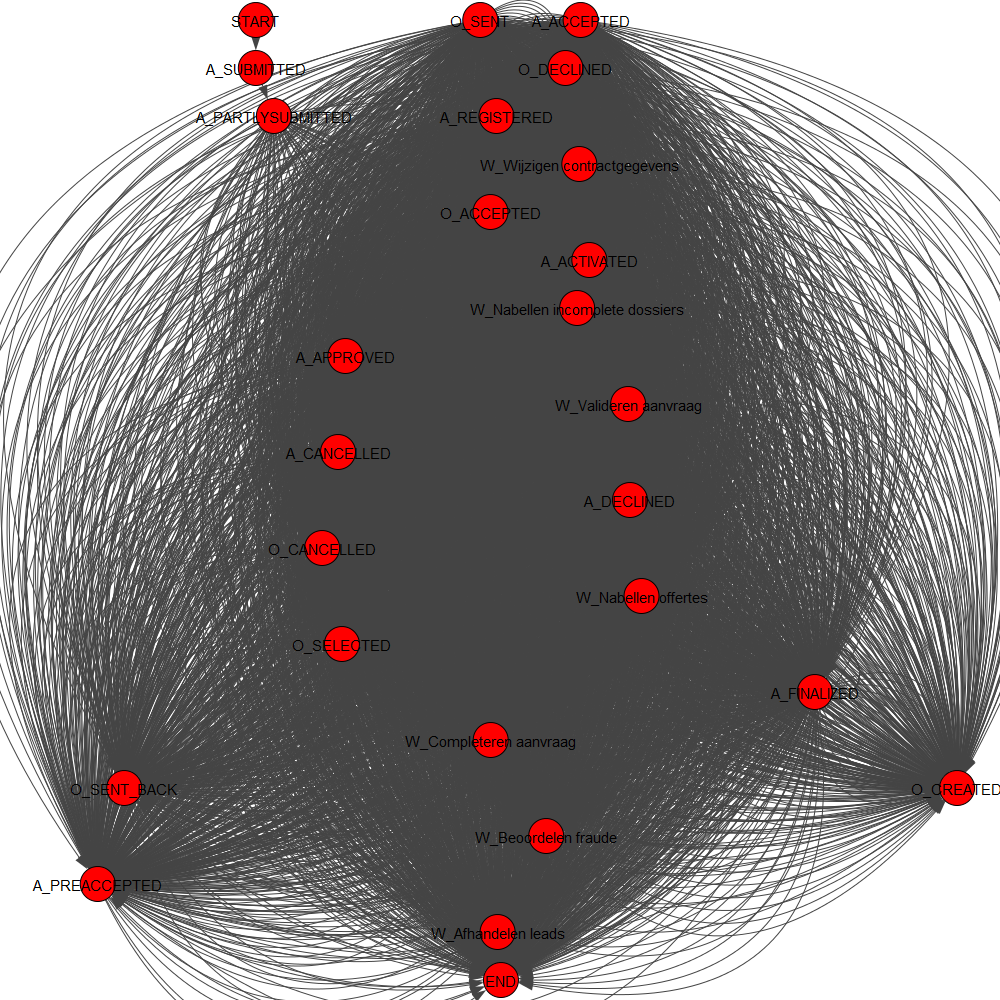 START
O_SENT
A_ACCEPTED
A_SUBMITTED
O_DECLINED
A_PARTLYSUBMITTED
A_REGISTERED
W_Wijzigen contractgegevens
O_ACCEPTED
A_ACTIVATED
W_Nabellen incomplete dossiers
A_APPROVED
W_Valideren aanvraag
A_CANCELLED
A_DECLINED
O_CANCELLED
W_Nabellen offertes
O_SELECTED
A_FINALIZED
W_Completeren aanvraag
O_SENT_BACK
O_CREATED
W_Beoordelen fraude
A_PREACCEPTED
W_Afhandelen leads
END